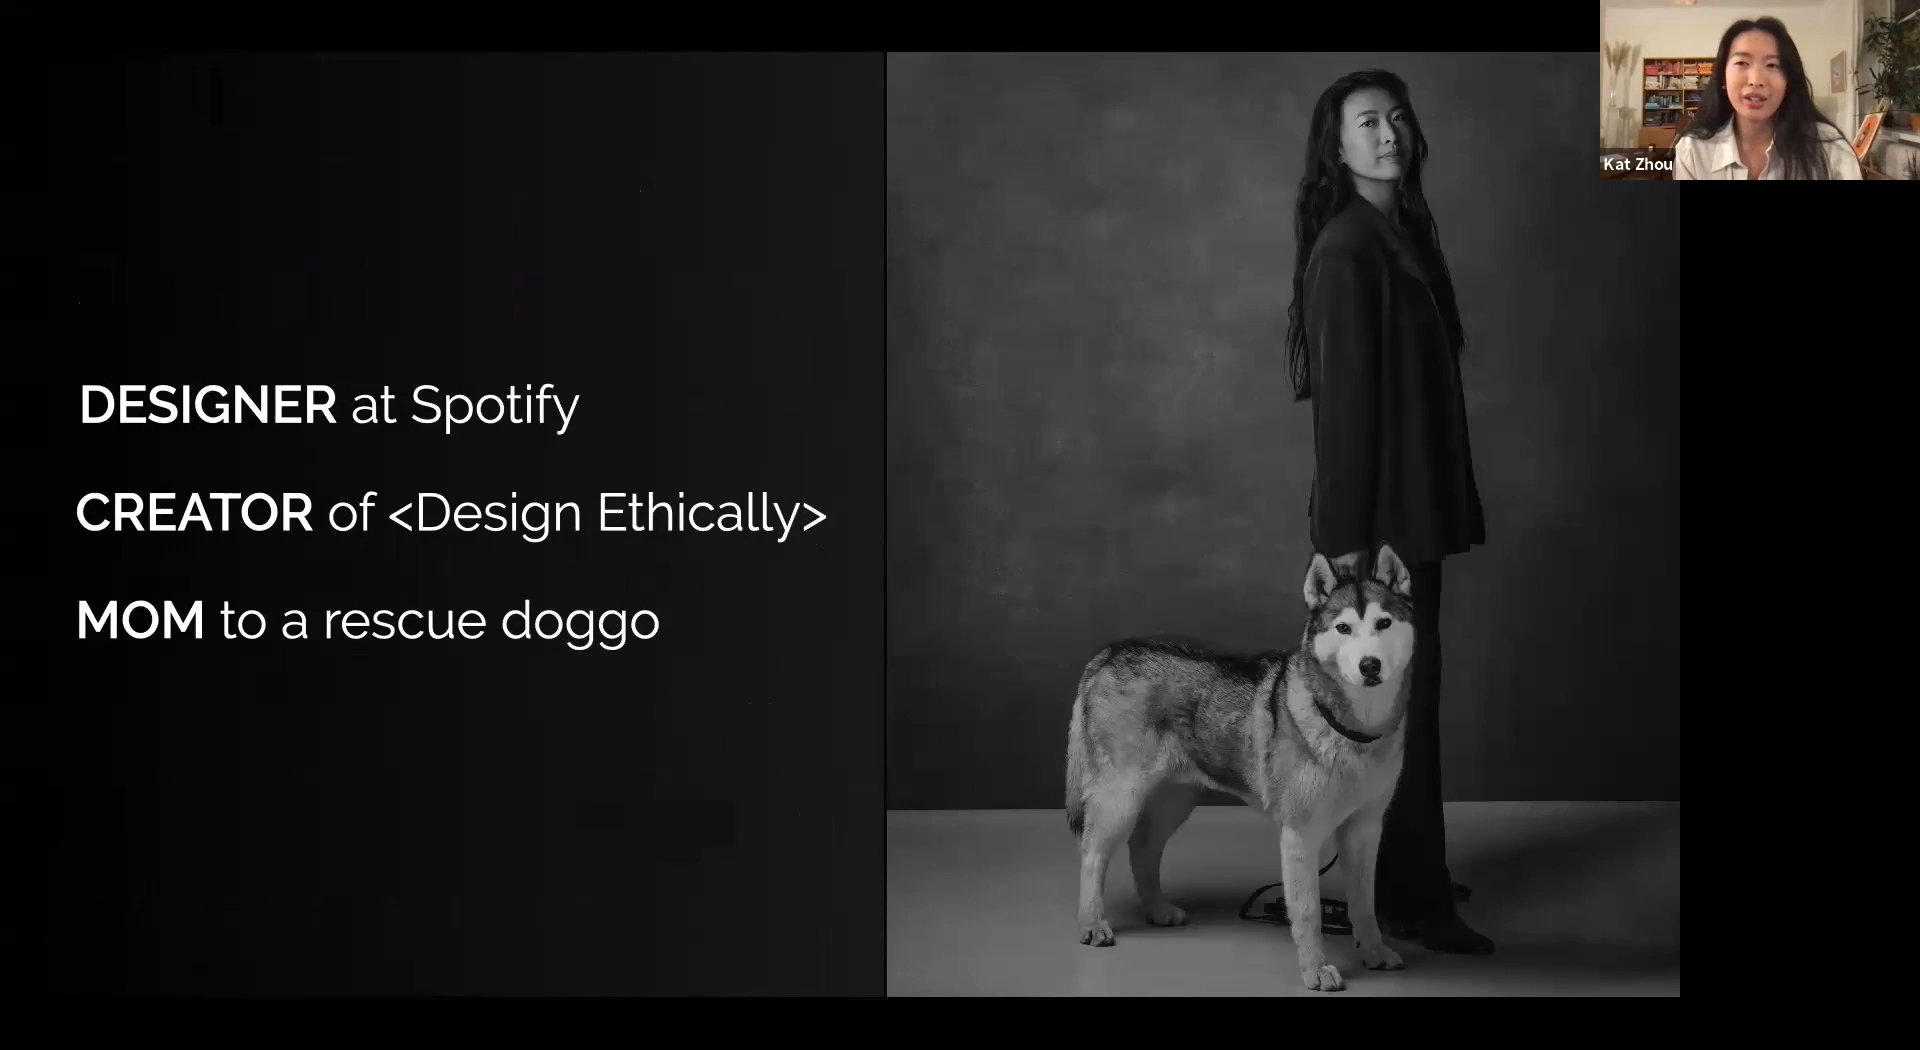 DESIGNER at Spotify
CREATOR of <Design Ethically>
MOM to a rescue doggo
Kat Zhou